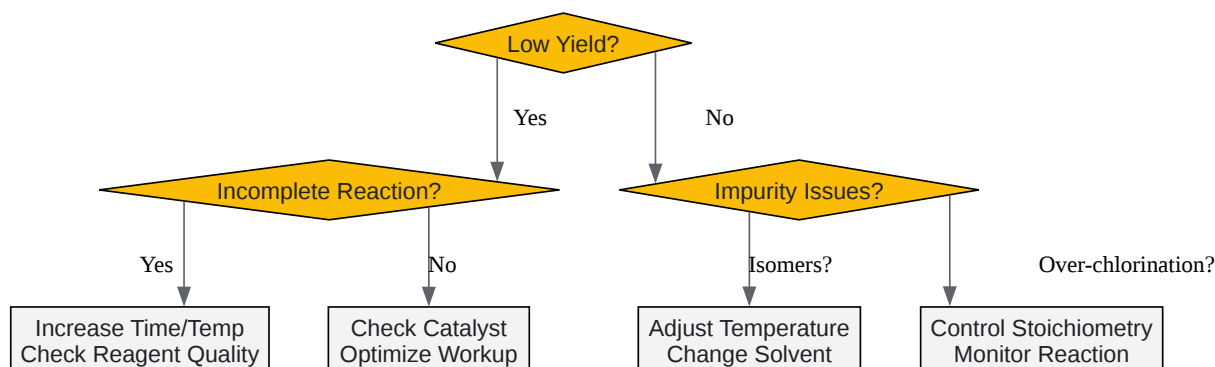 Low Yield?
Yes
No
Incomplete Reaction?
Impurity Issues?
Yes
No
Isomers?
Over-chlorination?
Increase Time/Temp
Check Reagent Quality
Check Catalyst
Optimize Workup
Adjust Temperature
Change Solvent
Control Stoichiometry
Monitor Reaction